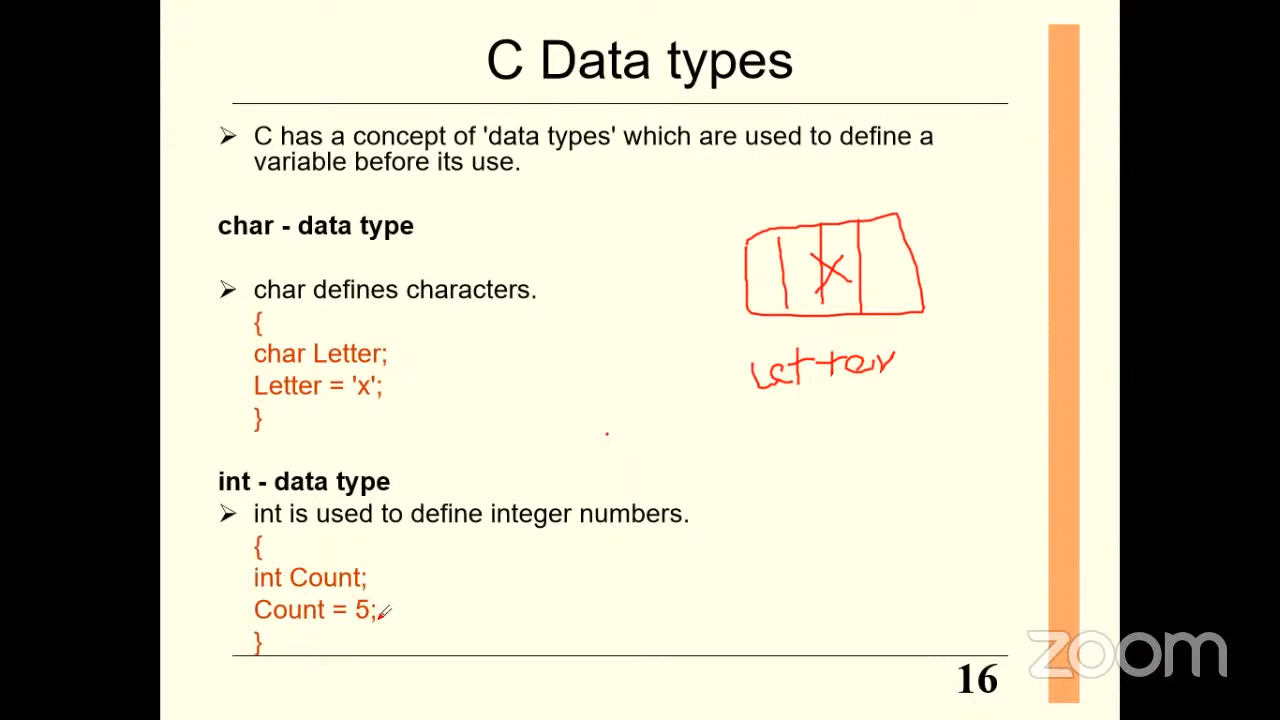 C Data types
➢ C has a concept of 'data types' which are used to define a
variable before its use.
char - data type
➢ char defines characters.
{
char Letter;
Letter = 'x';
}
x
Letter
int - data type
➢ int is used to define integer numbers.
{
int Count;
Count = 5;
}
16
zoom